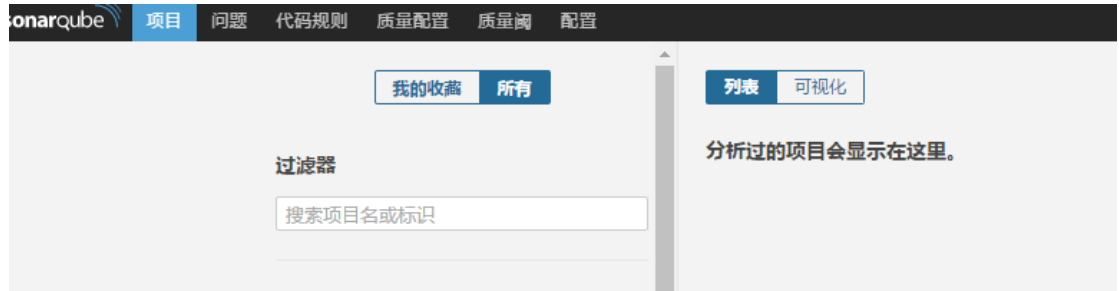 sonarqube 项目 问题 代码规则 质量配置 质量阈 配置
我的收藏 所有
列表 可视化
分析过的项目会显示在这里。
过滤器
搜索项目名或标识